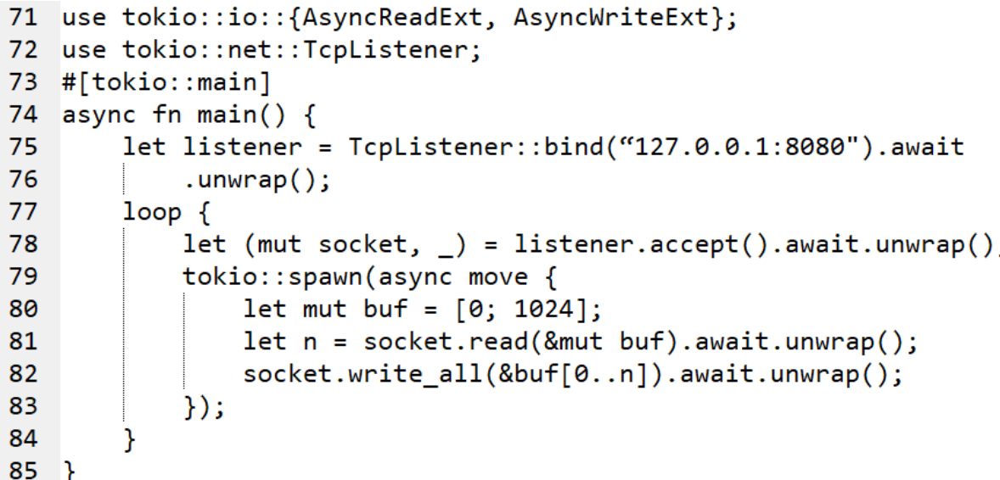 71 use tokio::io::{AsyncReadExt, AsyncWriteExt};
72 use tokio::net::TcpListener;
73 #[tokio::main]
74 async fn main() {
75     let listener = TcpListener::bind(“127.0.0.1:8080").await
76         .unwrap();
77     loop {
78         let (mut socket, _) = listener.accept().await.unwrap();
79         tokio::spawn(async move {
80             let mut buf = [0; 1024];
81             let n = socket.read(&mut buf).await.unwrap();
82             socket.write_all(&buf[0..n]).await.unwrap();
83         });
84     }
85 }